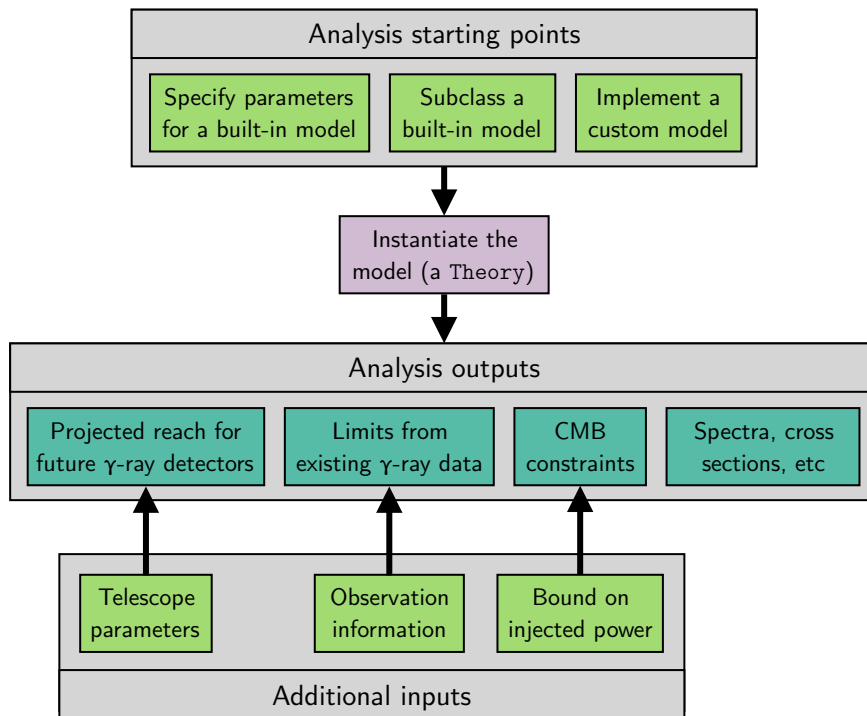 Analysis starting points
Specify parameters
for a built-in model
Subclass a
built-in model
Implement a
custom model
Instantiate the
model (a Theory)
Analysis outputs
Projected reach for
future γ-ray detectors
Limits from
existing γ-ray data
CMB
constraints
Spectra, cross
sections, etc
Telescope
parameters
Observation
information
Bound on
injected power
Additional inputs